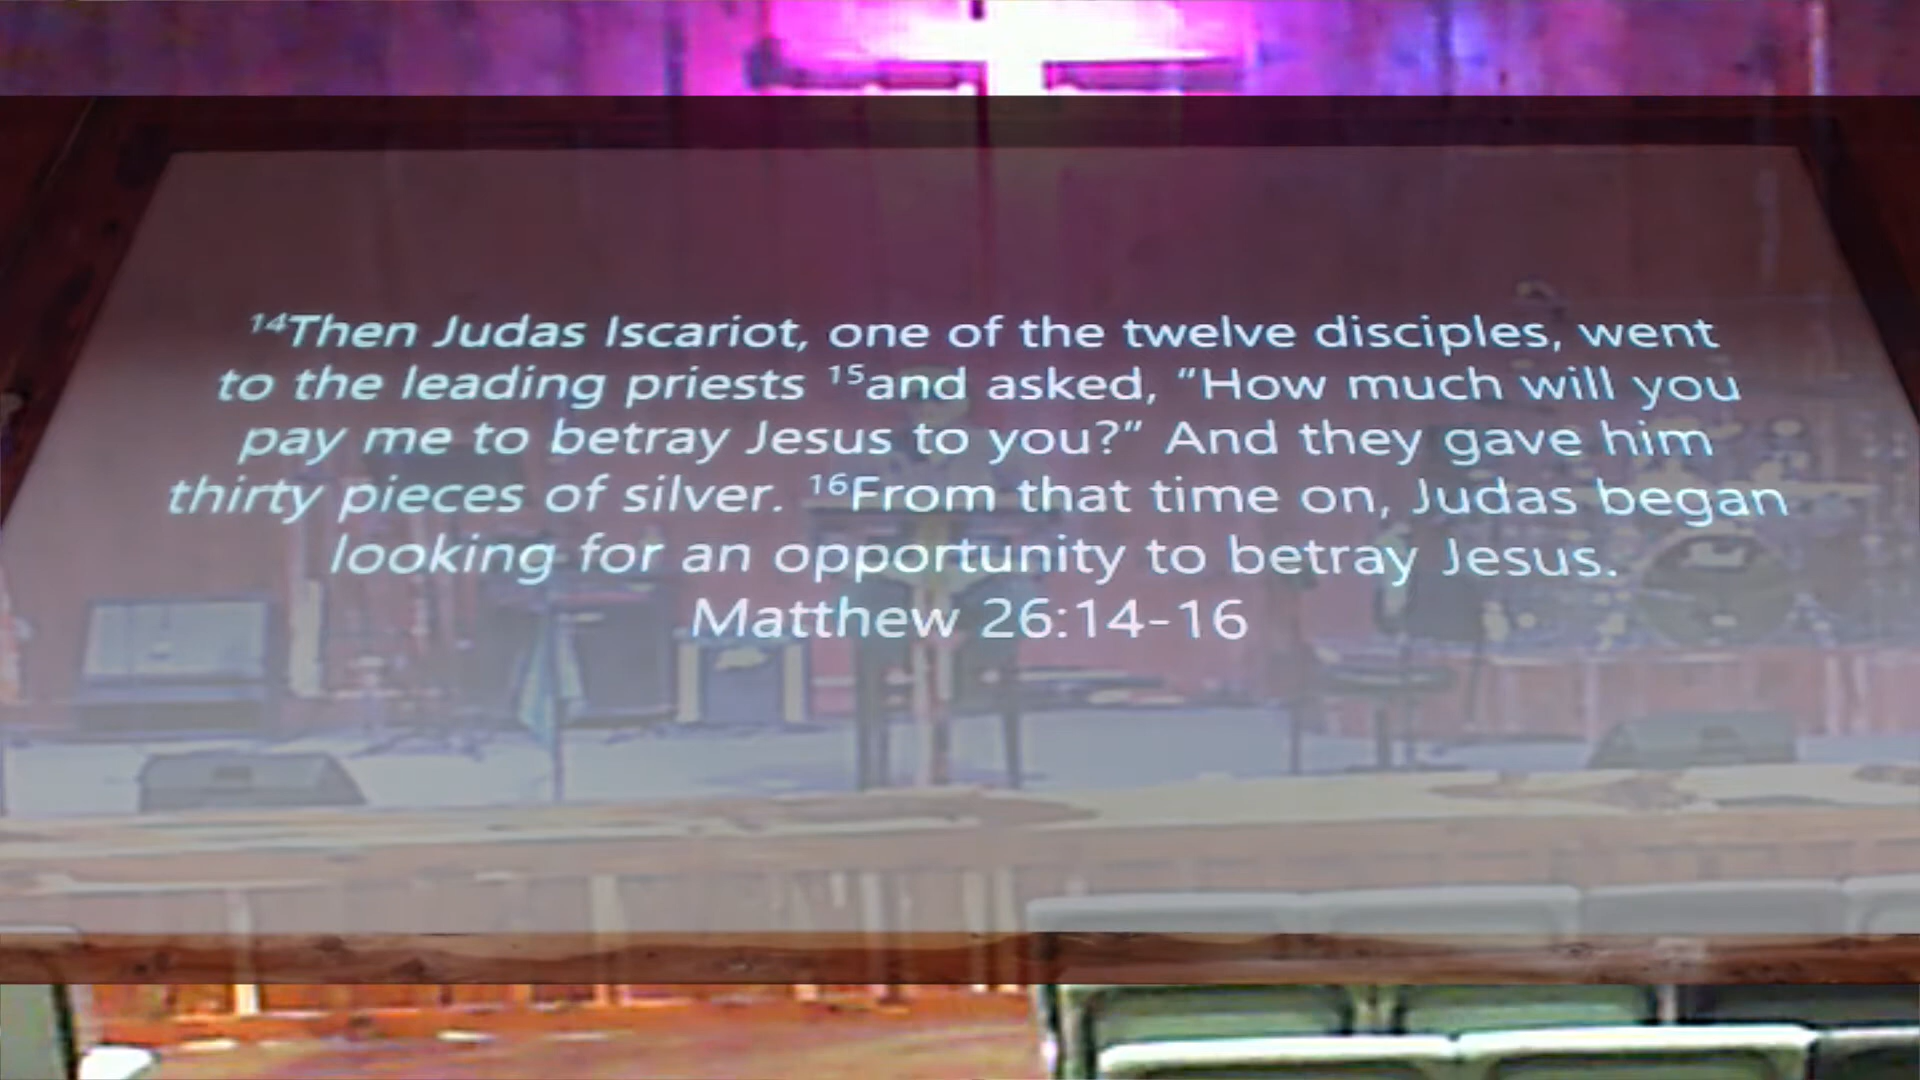 ¹⁴Then Judas Iscariot, one of the twelve disciples, went
to the leading priests ¹⁵and asked, “How much will you
pay me to betray Jesus to you?” And they gave him
thirty pieces of silver. ¹⁶From that time on, Judas began
looking for an opportunity to betray Jesus.
Matthew 26:14-16